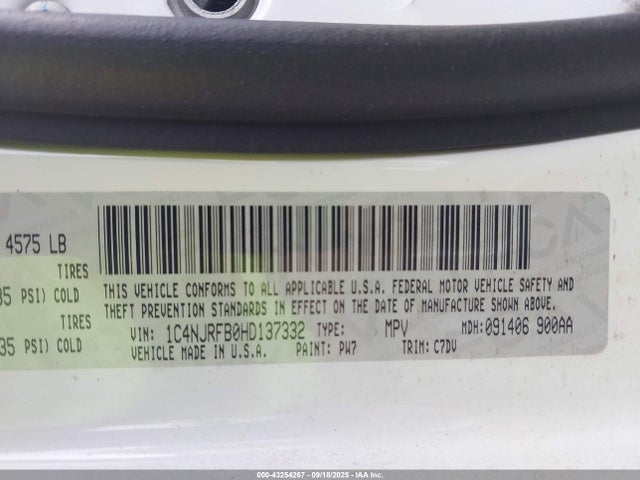 4575 LB
TIRES
35 PSI) COLD
TIRES
35 PSI) COLD
THIS VEHICLE CONFORMS TO ALL APPLICABLE U.S.A. FEDERAL MOTOR VEHICLE SAFETY AND
THEFT PREVENTION STANDARDS IN EFFECT ON THE DATE OF MANUFACTURE SHOWN ABOVE.
VIN: 1C4NJRFB0HD137332 TYPE: MPV MDH:091406 900AA
VEHICLE MADE IN U.S.A. PAINT: PW7 TRIM: C7DV
000-43254267 - 09/18/2025 - IAA Inc.